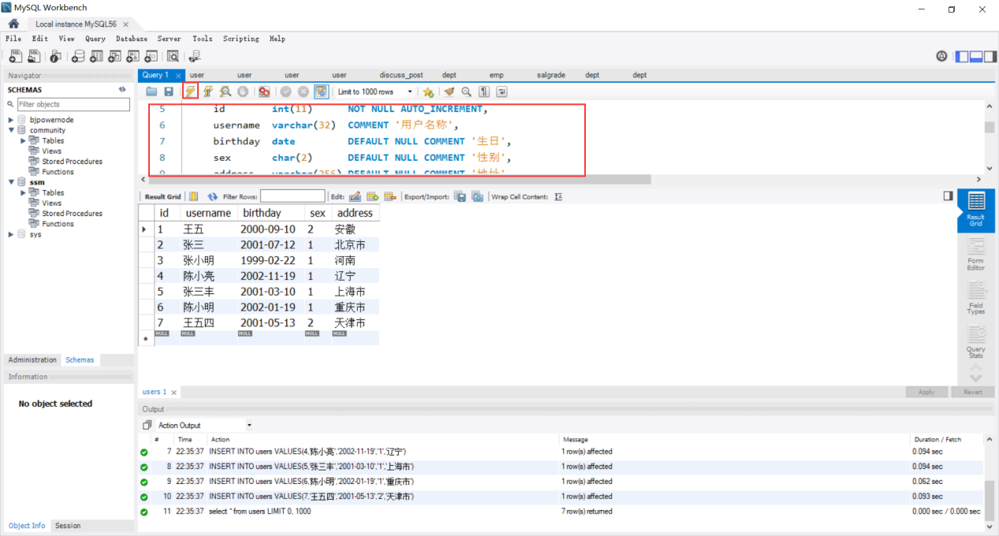 MySQL Workbench
Local instance MySQL56
File Edit View Query Database Server Tools Scripting Help
Navigator
SCHEMAS
Filter objects
bjpowernode
community
Tables
Views
Stored Procedures
Functions
ssm
Tables
Views
Stored Procedures
Functions
sys
Administration Schemas
Information
No object selected
Object Info Session
Query 1 user user user user discuss_post dept emp salgrade dept dept
Limit to 1000 rows
5 id int(11) NOT NULL AUTO_INCREMENT,
6 username varchar(32) COMMENT '用户名称',
7 birthday date DEFAULT NULL COMMENT '生日',
8 sex char(2) DEFAULT NULL COMMENT '性别',
9 address varchar(256) DEFAULT NULL COMMENT '地址'
Result Grid Filter Rows: Edit: Export/Import: Wrap Cell Content:
id username birthday sex address
1 王五 2000-09-10 2 安徽
2 张三 2001-07-12 1 北京市
3 张小明 1999-02-22 1 河南
4 陈小亮 2002-11-19 1 辽宁
5 张三丰 2001-03-10 1 上海市
6 陈小明 2002-01-19 1 重庆市
7 王五四 2001-05-13 2 天津市
NULL NULL NULL NULL NULL
Result
Grid
Form
Editor
Field
Types
Query
Stats
users 1
Apply Revert
Output
Action Output
# Time Action Message Duration / Fetch
7 22:35:37 INSERT INTO users VALUES(4,'陈小亮','2002-11-19','1','辽宁') 1 row(s) affected 0.094 sec
8 22:35:37 INSERT INTO users VALUES(5,'张三丰','2001-03-10','1','上海市') 1 row(s) affected 0.094 sec
9 22:35:37 INSERT INTO users VALUES(6,'陈小明','2002-01-19','1','重庆市') 1 row(s) affected 0.062 sec
10 22:35:37 INSERT INTO users VALUES(7,'王五四','2001-05-13','2','天津市') 1 row(s) affected 0.093 sec
11 22:35:37 select * from users LIMIT 0, 1000 7 row(s) returned 0.000 sec / 0.000 sec